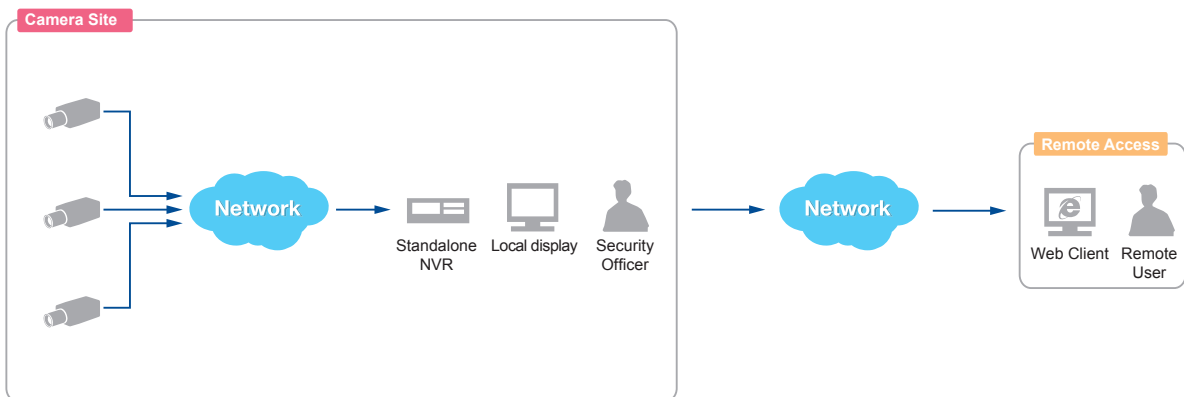 Camera Site
Remote Access
Network
Network
Standalone
NVR
Local display
Security
Officer
Web Client
Remote
User